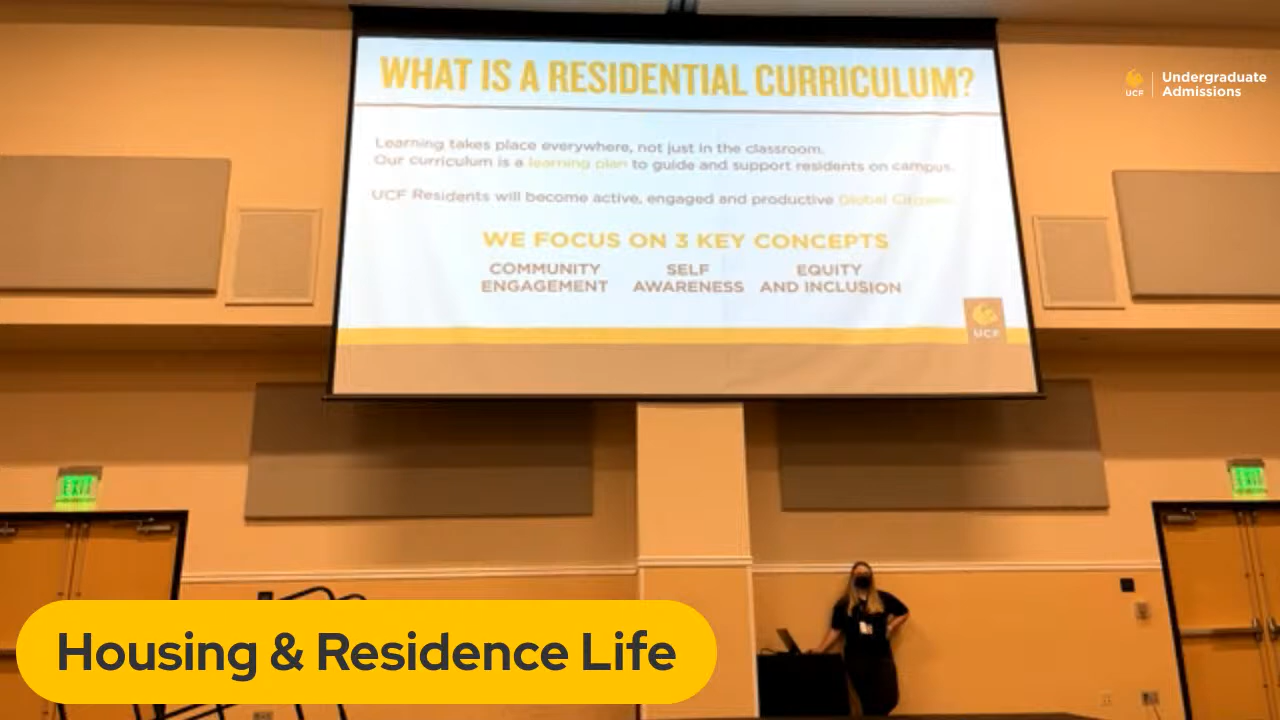 WHAT IS A RESIDENTIAL CURRICULUM?
UCF
Undergraduate
Admissions
Learning takes place everywhere, not just in the classroom.
Our curriculum is a learning plan to guide and support residents on campus.
UCF Residents will become active, engaged and productive Global
WE FOCUS ON 3 KEY CONCEPTS
COMMUNITY
ENGAGEMENT
SELF
AWARENESS
EQUITY
AND INCLUSION
UCF
EXIT
EXIT
Housing & Residence Life